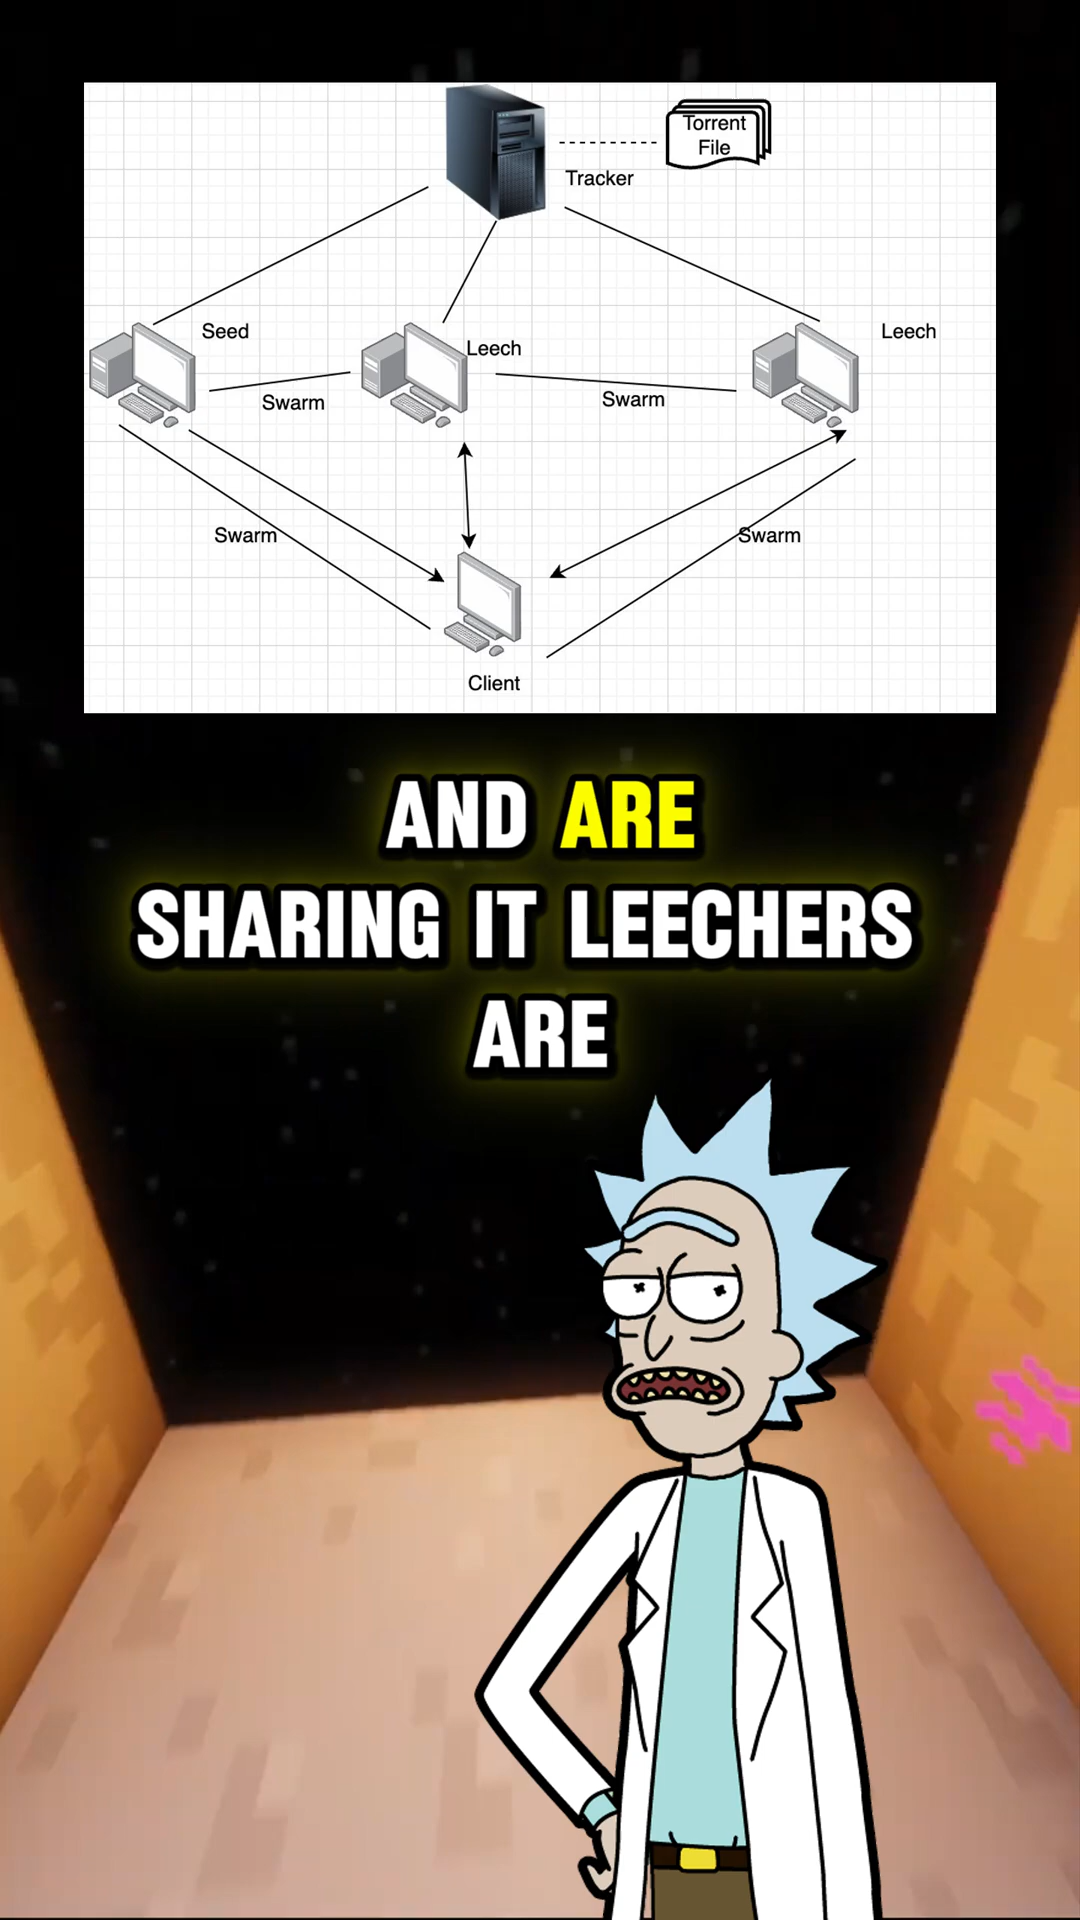 Torrent
File
Tracker
Seed
Leech
Leech
Swarm
Swarm
Swarm
Swarm
Client
AND ARE
SHARING IT LEECHERS
ARE